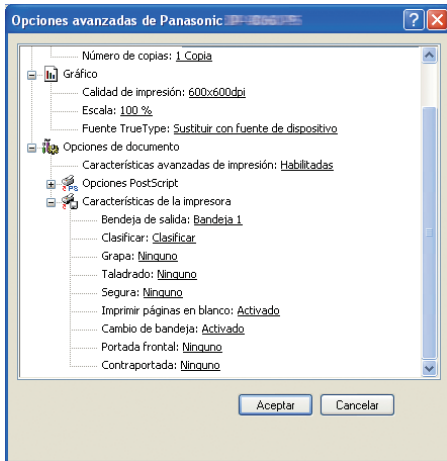 Opciones avanzadas de Panasonic
Número de copias: 1 Copia
Gráfico
Calidad de impresión: 600x600dpi
Escala: 100 %
Fuente TrueType: Sustituir con fuente de dispositivo
Opciones de documento
Características avanzadas de impresión: Habilitadas
Opciones PostScript
Características de la impresora
Bandeja de salida: Bandeja 1
Clasificar: Clasificar
Grapa: Ninguno
Taladrado: Ninguno
Segura: Ninguno
Imprimir páginas en blanco: Activado
Cambio de bandeja: Activado
Portada frontal: Ninguno
Contraportada: Ninguno
Aceptar Cancelar